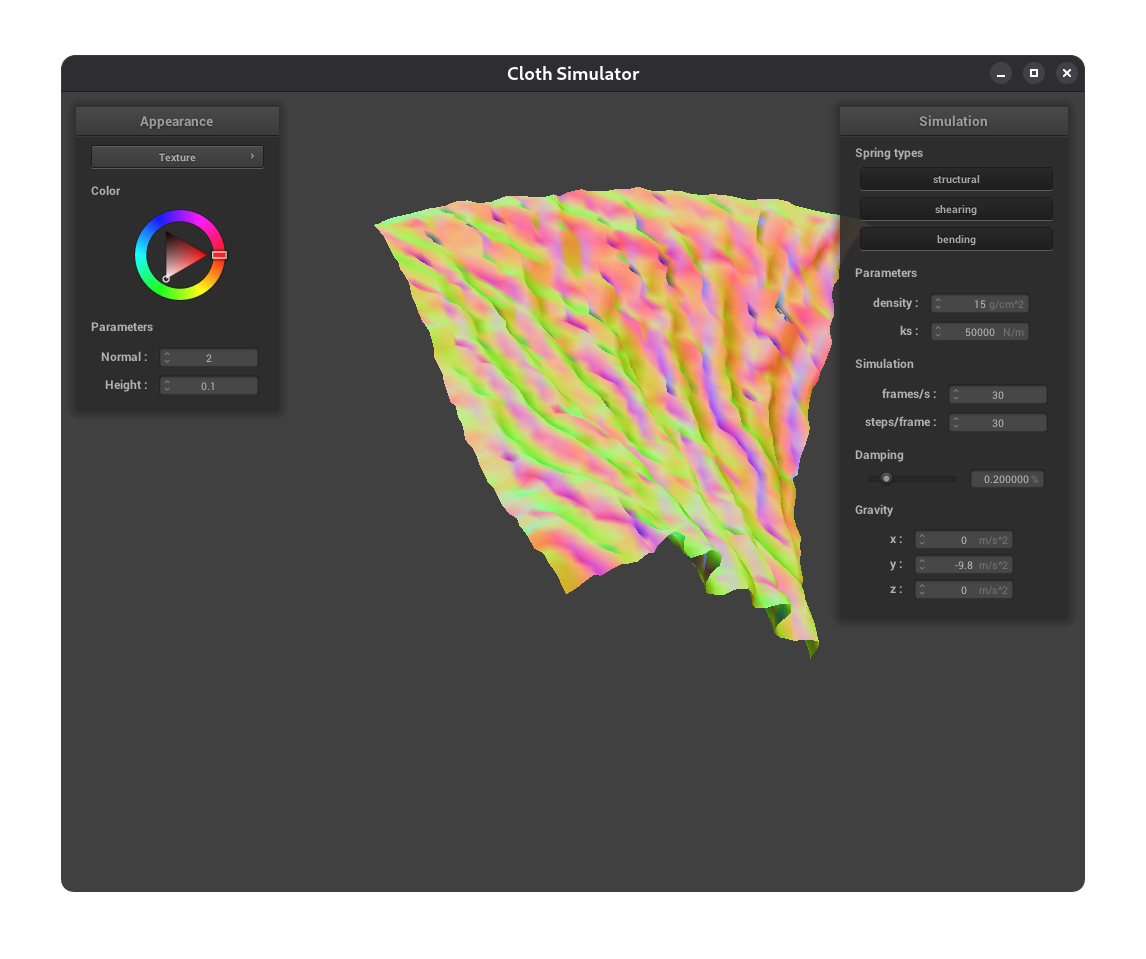 Cloth Simulator
Appearance
Texture
Color
Parameters
Normal : 2
Height : 0.1
Simulation
Spring types
structural
shearing
bending
Parameters
density : 15 g/cm^2
ks : 50000 N/m
Simulation
frames/s : 30
steps/frame : 30
Damping
0.200000 %
Gravity
x : 0 m/s^2
y : -9.8 m/s^2
z : 0 m/s^2